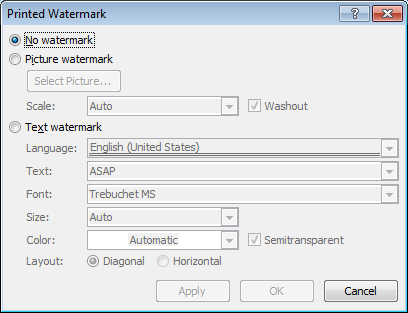 Printed Watermark
No watermark
Picture watermark
Select Picture...
Scale: Auto Washout
Text watermark
Language: English (United States)
Text: ASAP
Font: Trebuchet MS
Size: Auto
Color: Automatic Semitransparent
Layout: Diagonal Horizontal
Apply OK Cancel